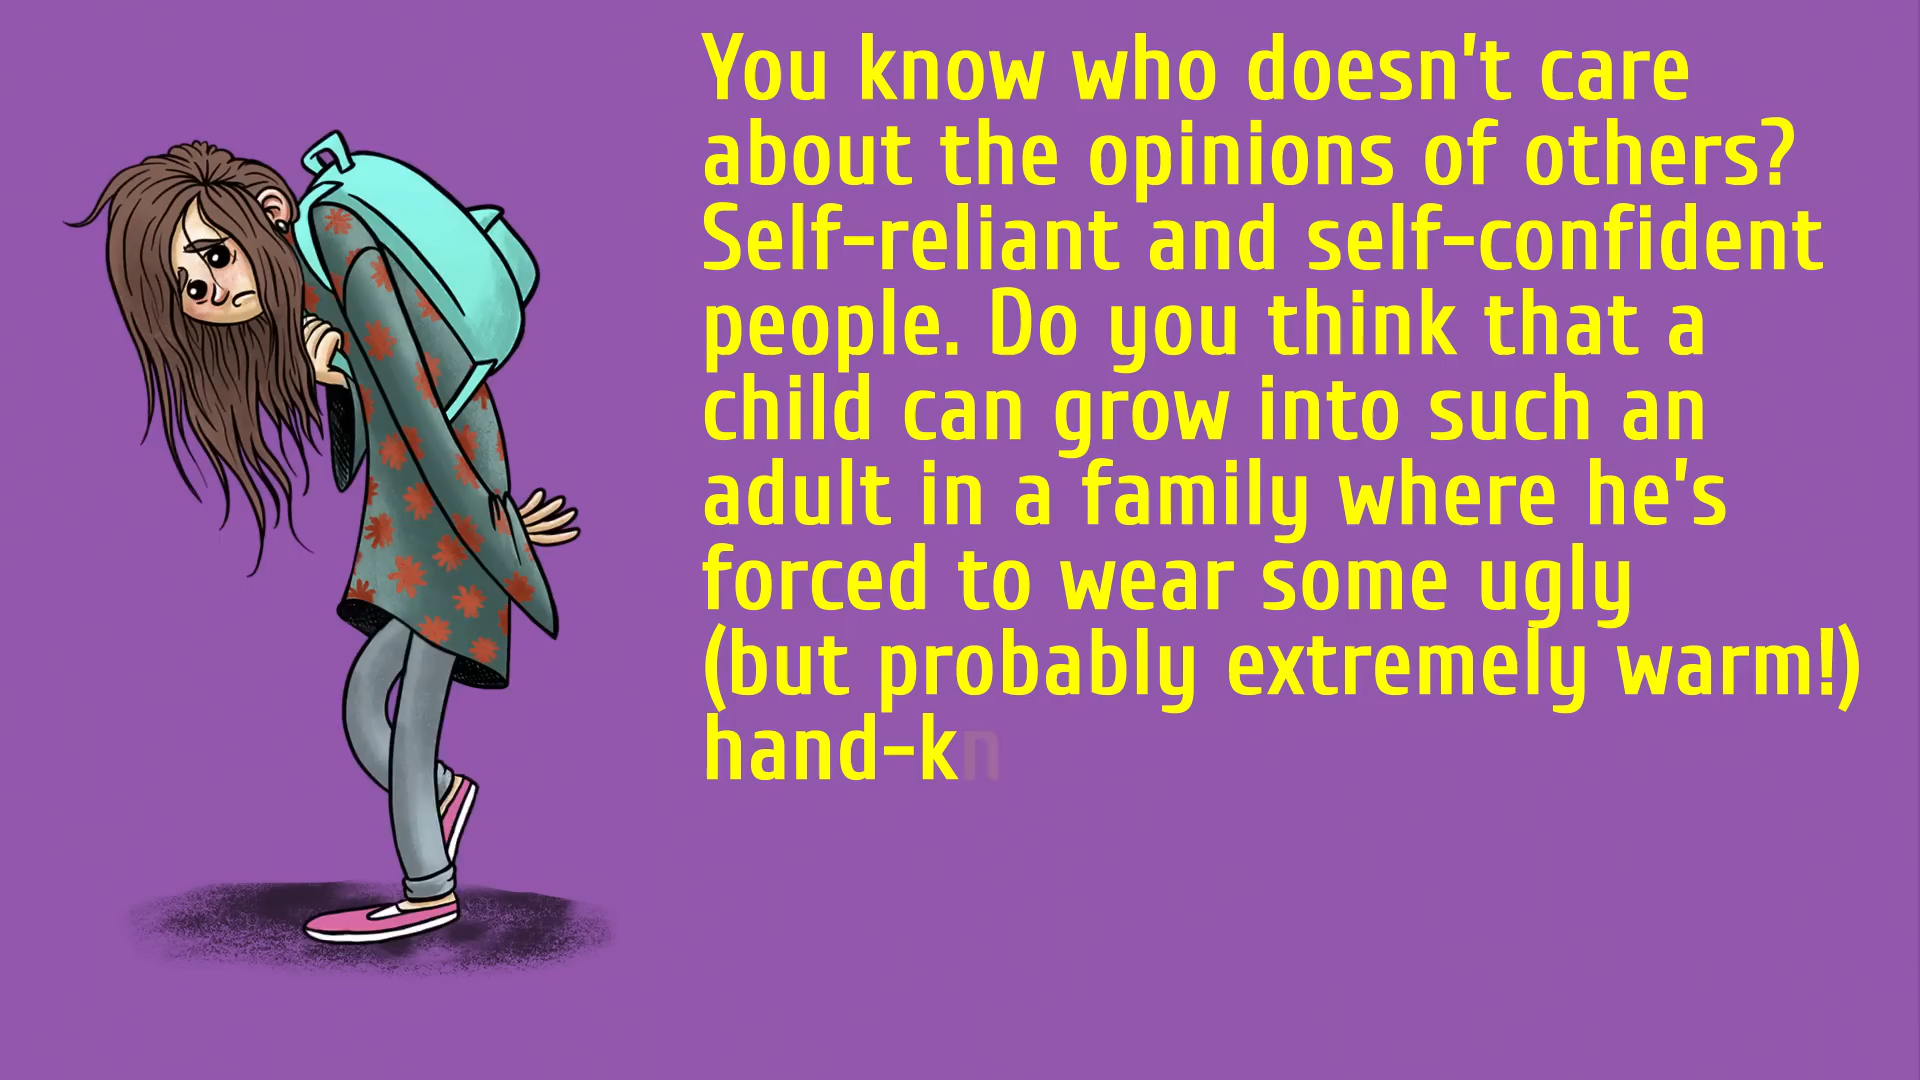 You know who doesn't care
about the opinions of others?
Self-reliant and self-confident
people. Do you think that a
child can grow into such an
adult in a family where he's
forced to wear some ugly
(but probably extremely warm!)
hand-kn